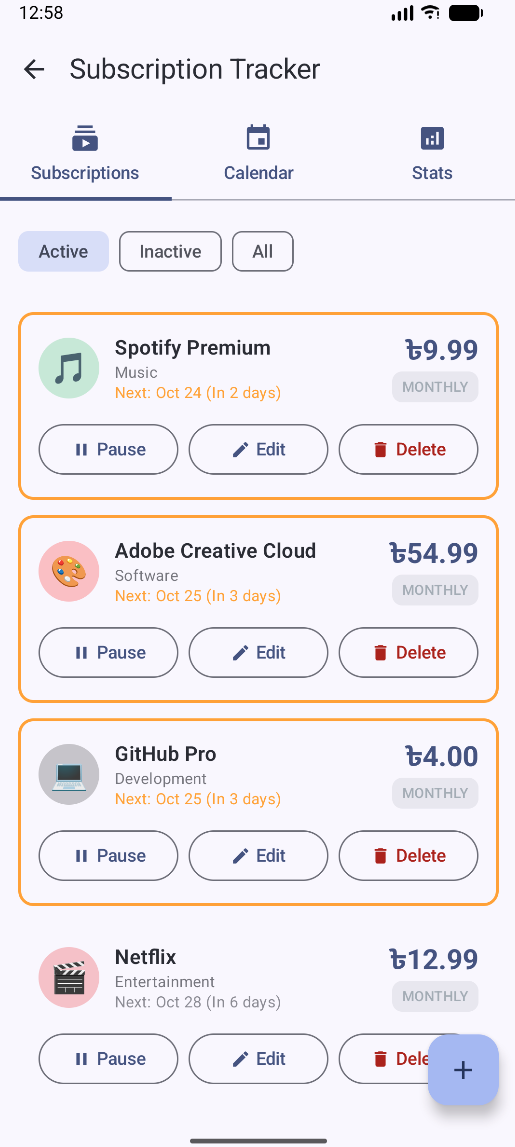 12:58
Subscription Tracker
Subscriptions Calendar Stats
Active Inactive All
Spotify Premium ৳9.99
Music MONTHLY
Next: Oct 24 (In 2 days)
Pause Edit Delete
Adobe Creative Cloud ৳54.99
Software MONTHLY
Next: Oct 25 (In 3 days)
Pause Edit Delete
GitHub Pro ৳4.00
Development MONTHLY
Next: Oct 25 (In 3 days)
Pause Edit Delete
Netflix ৳12.99
Entertainment MONTHLY
Next: Oct 28 (In 6 days)
Pause Edit Dele
+